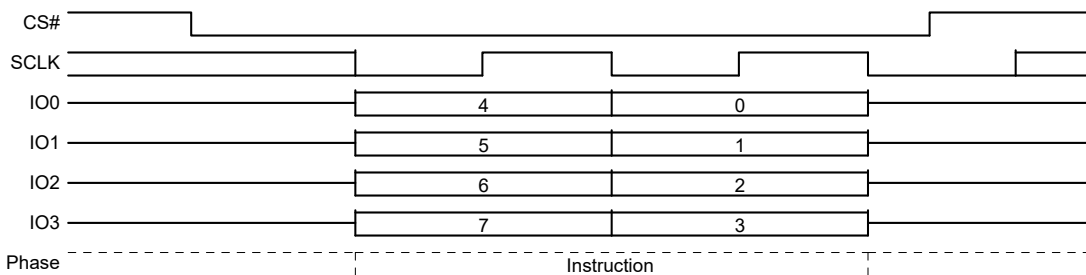 CS#
SCLK
IO0 4 0
IO1 5 1
IO2 6 2
IO3 7 3
Phase Instruction